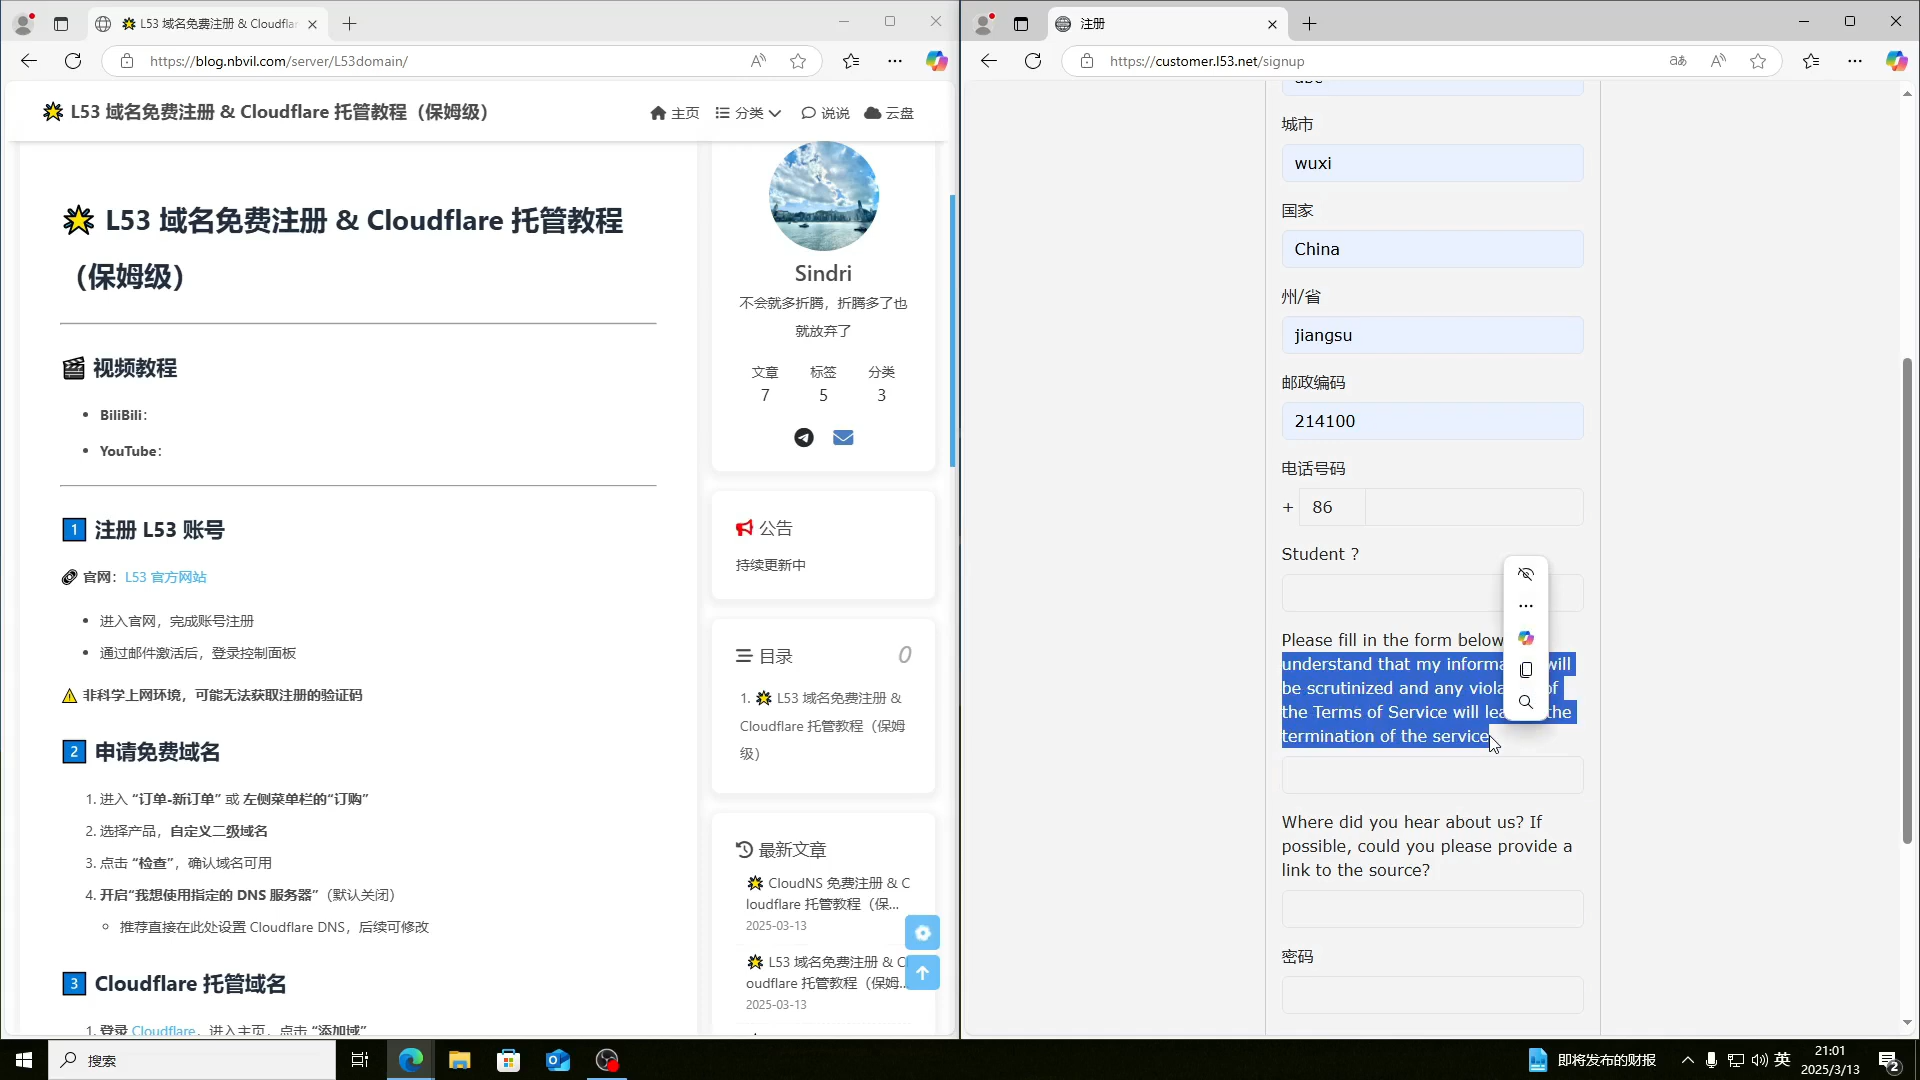 🌟 L53 域名免费注册 & Cloudflar
https://blog.nbvil.com/server/L53domain/
🌟 L53 域名免费注册 & Cloudflare 托管教程（保姆级）
主页
分类
说说
云盘
🌟 L53 域名免费注册 & Cloudflare 托管教程
（保姆级）
🎬 视频教程
• BiliBili：
• YouTube：
1 注册 L53 账号
🔗 官网：L53 官方网站
• 进入官网，完成账号注册
• 通过邮件激活后，登录控制面板
⚠ 非科学上网环境，可能无法获取注册的验证码
2 申请免费域名
1. 进入 “订单-新订单” 或 左侧菜单栏的“订购”
2. 选择产品，自定义二级域名
3. 点击 “检查”，确认域名可用
4. 开启“我想使用指定的 DNS 服务器”（默认关闭）
◦ 推荐直接在此处设置 Cloudflare DNS，后续可修改
3 Cloudflare 托管域名
1. 登录 Cloudflare，进入主页，点击 “添加域”
Sindri
不会就多折腾，折腾多了也
就放弃了
文章
标签
分类
7
5
3
公告
持续更新中
目录
0
1. 🌟 L53 域名免费注册 &
Cloudflare 托管教程（保姆
级）
最新文章
🌟 CloudNS 免费注册 & C
loudflare 托管教程（保...
2025-03-13
🌟 L53 域名免费注册 & C
oudflare 托管教程（保姆...
2025-03-13
注册
https://customer.l53.net/signup
城市
wuxi
国家
China
州/省
jiangsu
邮政编码
214100
电话号码
+ 86
Student ?
Please fill in the form below
understand that my informa will
be scrutinized and any viola of
the Terms of Service will lea the
termination of the service
Where did you hear about us? If
possible, could you please provide a
link to the source?
密码
搜索
即将发布的财报
英
21:01
2025/3/13
2